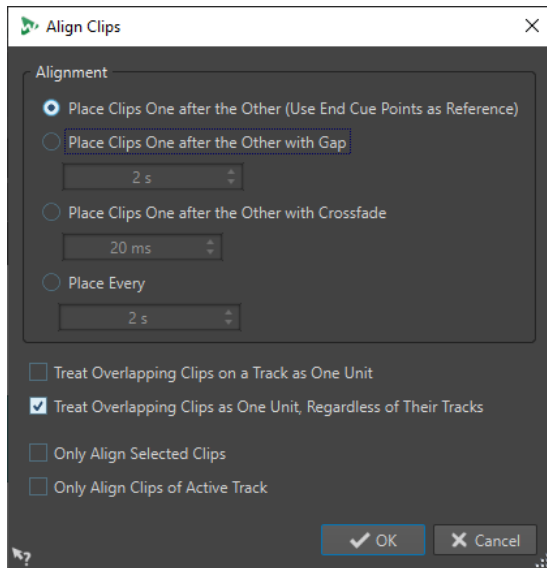 Align Clips
Alignment
Place Clips One after the Other (Use End Cue Points as Reference)
Place Clips One after the Other with Gap
2 s
Place Clips One after the Other with Crossfade
20 ms
Place Every
2 s
Treat Overlapping Clips on a Track as One Unit
Treat Overlapping Clips as One Unit, Regardless of Their Tracks
Only Align Selected Clips
Only Align Clips of Active Track
OK Cancel
?